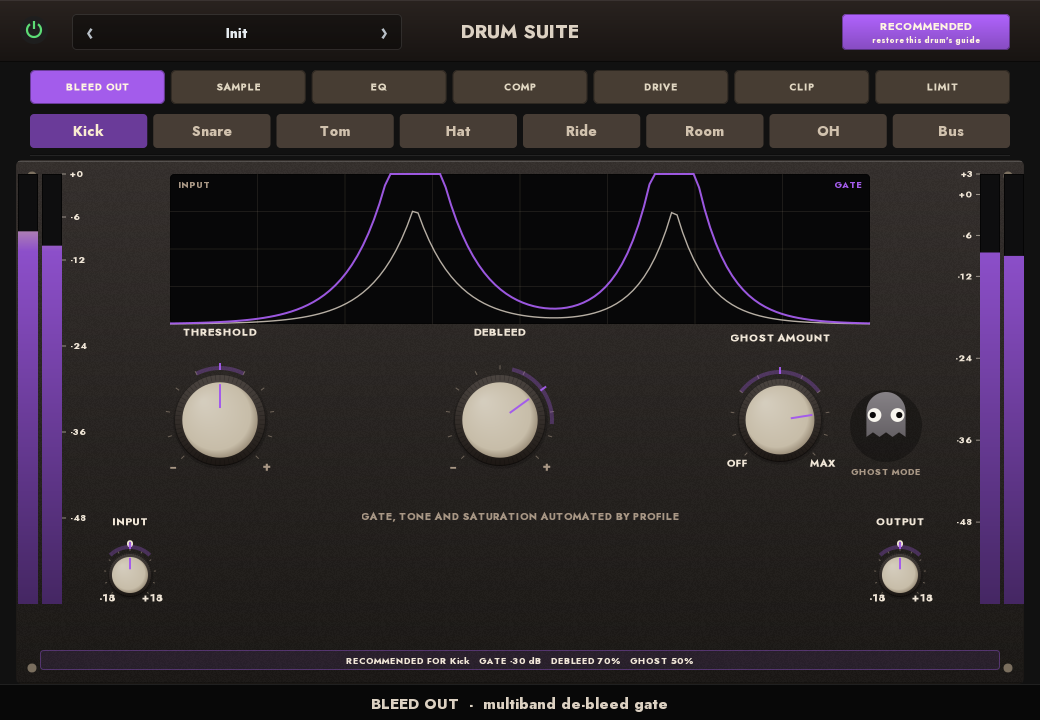 ‹ Init ›
DRUM SUITE
RECOMMENDED
restore this drum's guide
BLEED OUT SAMPLE EQ COMP DRIVE CLIP LIMIT
Kick Snare Tom Hat Ride Room OH Bus
INPUT GATE
+0
-6
-12
-24
-36
-48
+3
+0
-6
-12
-24
-36
-48
THRESHOLD
- +
DEBLEED
- +
GHOST AMOUNT
OFF MAX
GHOST MODE
GATE, TONE AND SATURATION AUTOMATED BY PROFILE
INPUT
0
-18 +18
OUTPUT
0
-18 +18
RECOMMENDED FOR Kick GATE -30 dB DEBLEED 70% GHOST 50%
BLEED OUT - multiband de-bleed gate